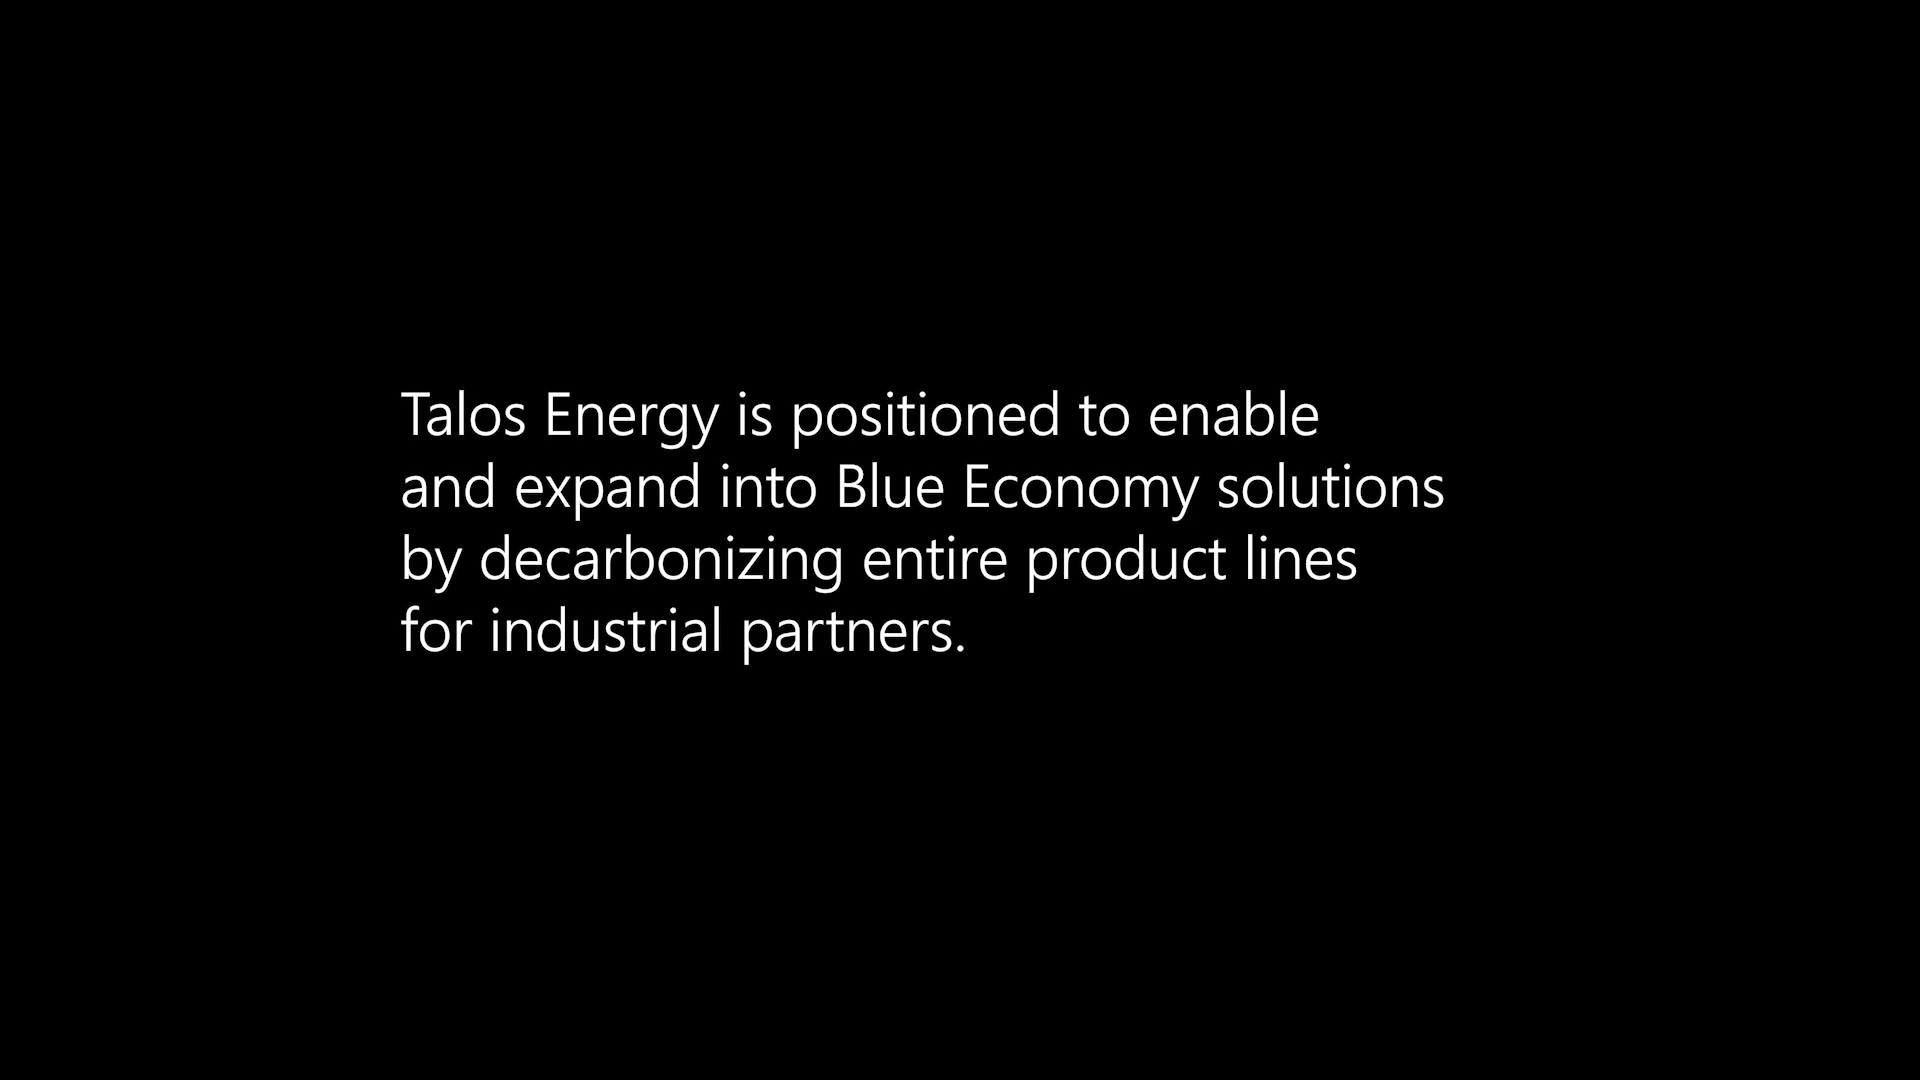 Talos Energy is positioned to enable
and expand into Blue Economy solutions
by decarbonizing entire product lines
for industrial partners.